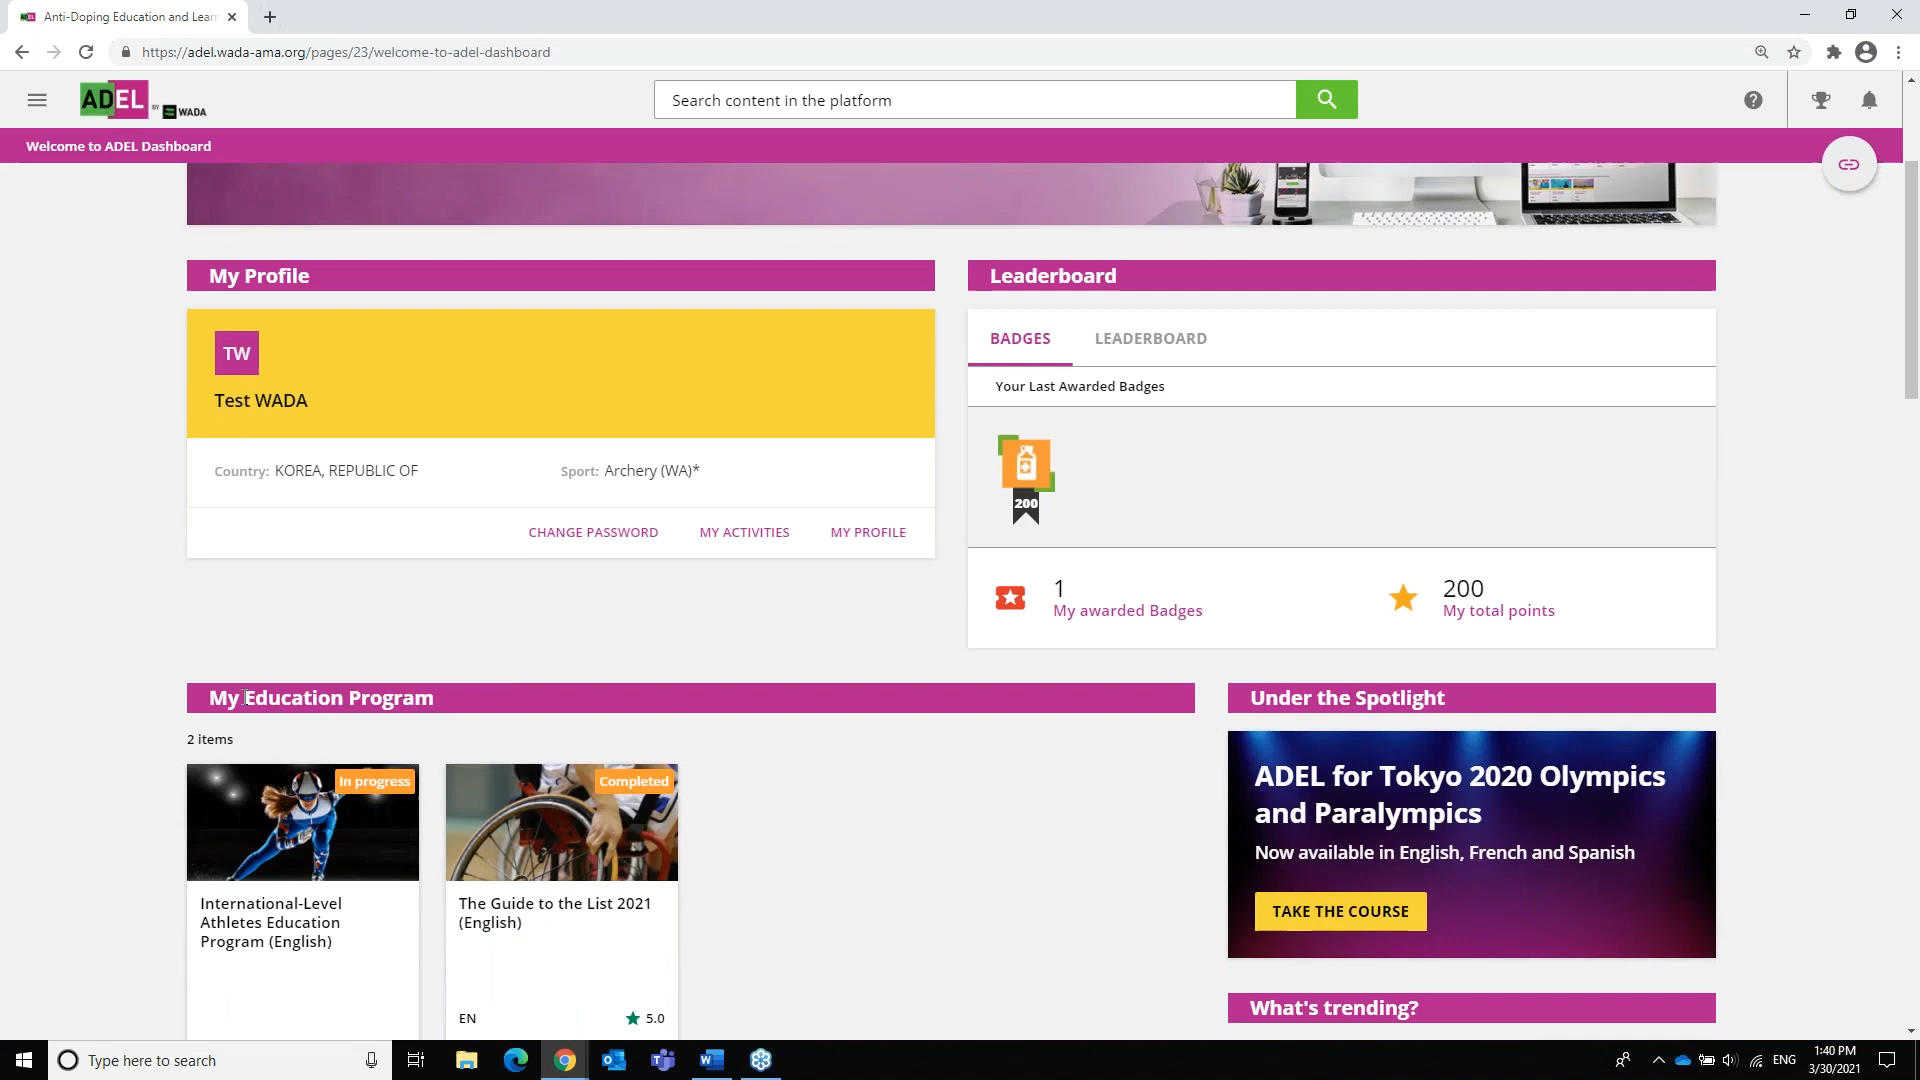 Anti-Doping Education and Lear
https://adel.wada-ama.org/pages/23/welcome-to-adel-dashboard
ADEL BY WADA
Search content in the platform
Welcome to ADEL Dashboard
My Profile
TW
Test WADA
Country: KOREA, REPUBLIC OF
Sport: Archery (WA)*
CHANGE PASSWORD
MY ACTIVITIES
MY PROFILE
Leaderboard
BADGES
LEADERBOARD
Your Last Awarded Badges
200
1
My awarded Badges
200
My total points
My Education Program
2 items
In progress
International-Level
Athletes Education
Program (English)
Completed
The Guide to the List 2021
(English)
EN
5.0
Under the Spotlight
ADEL for Tokyo 2020 Olympics
and Paralympics
Now available in English, French and Spanish
TAKE THE COURSE
What's trending?
Type here to search
ENG
1:40 PM
3/30/2021